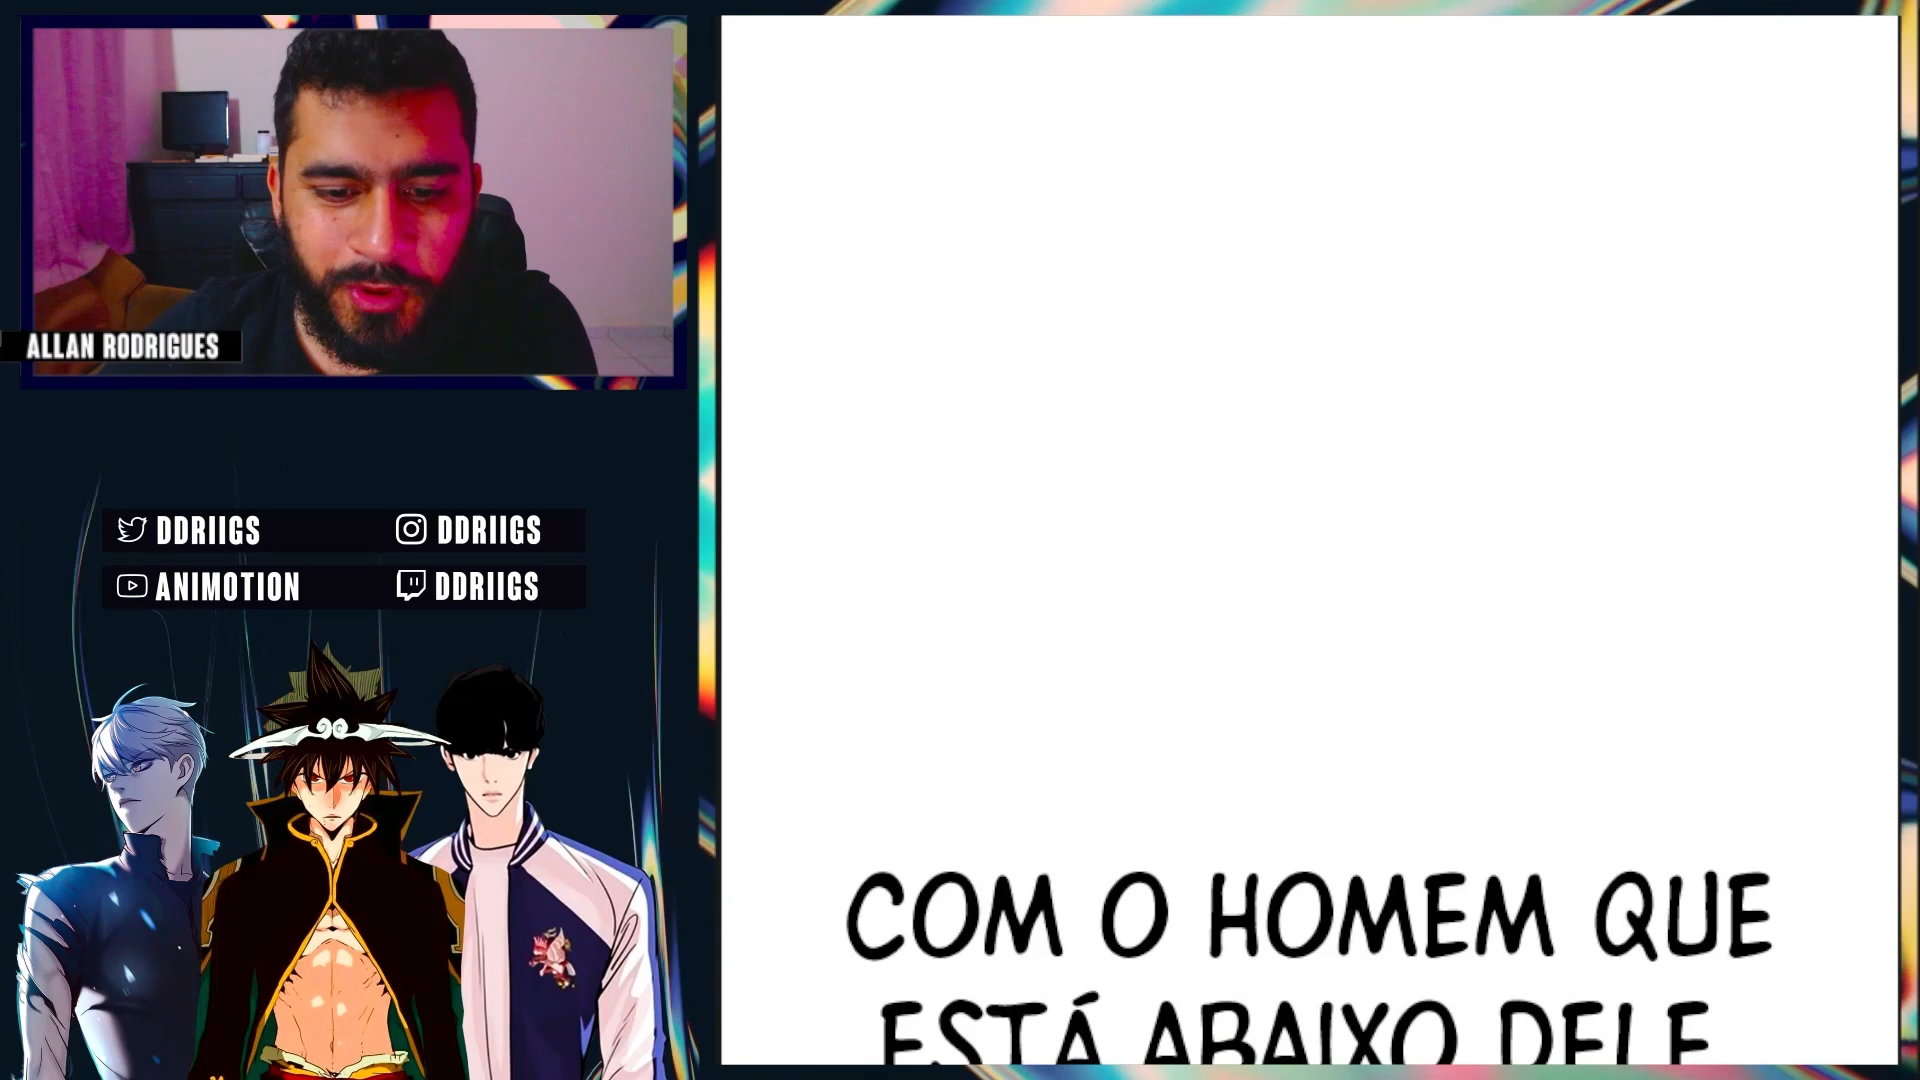 ALLAN RODRIGUES
DDRIIGS
DDRIIGS
ANIMOTION
DDRIIGS
COM O HOMEM QUE
ESTÁ ABAIXO DELE